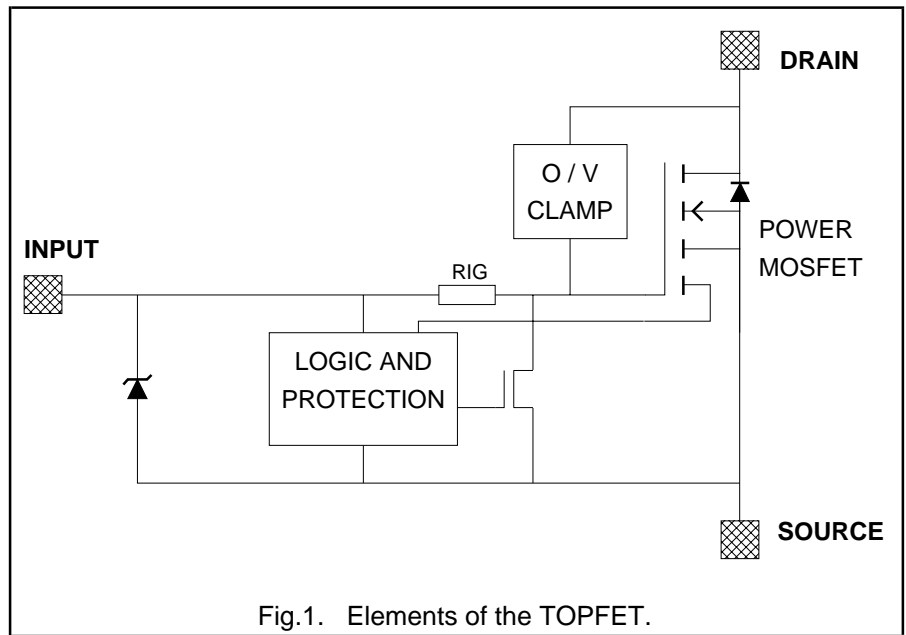 DRAIN
O / V
CLAMP
POWER
MOSFET
INPUT
RIG
LOGIC AND
PROTECTION
SOURCE
Fig.1. Elements of the TOPFET.